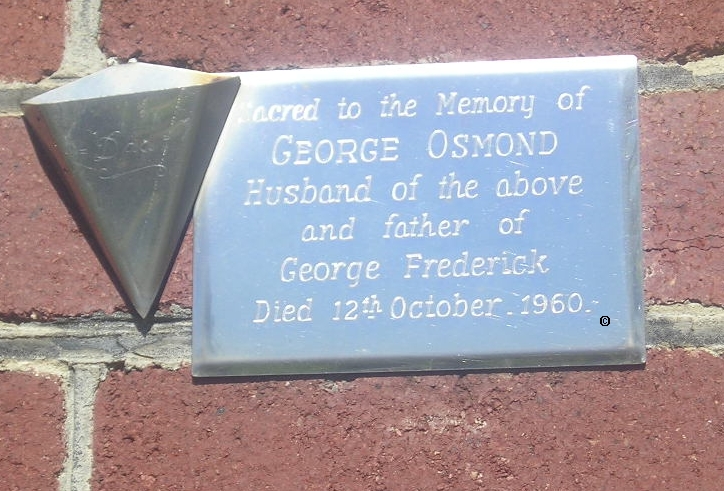 Sacred to the Memory of
GEORGE OSMOND
Husband of the above
and father of
George Frederick
Died 12th October. 1960.
©
Dad